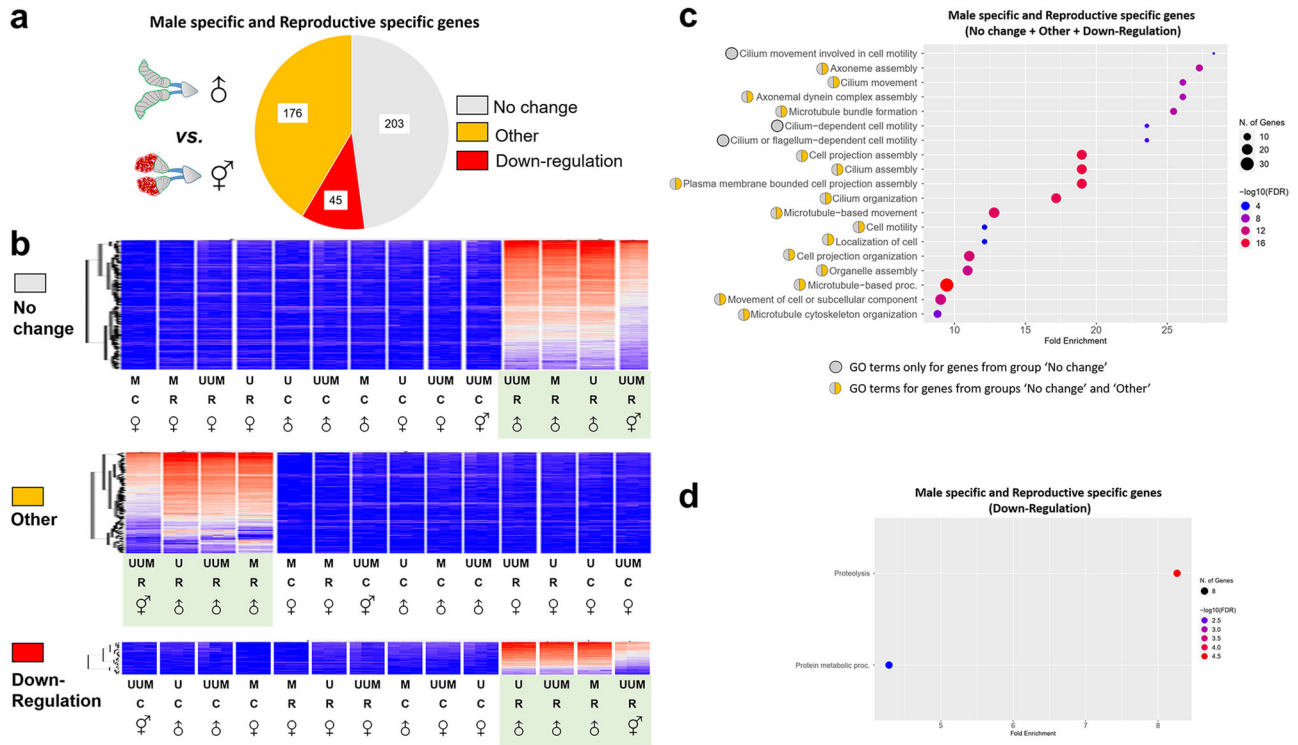 a
Male specific and Reproductive specific genes
♂
vs.
⚥
176
203
45
No change
Other
Down-regulation
b
No
change
M M UUM U U UUM M U UUM UUM UUM M U UUM
C R R R C C C C C C R R R R
♀ ♀ ♀ ♀ ♂ ♂ ♂ ♀ ♀ ⚥ ♂ ♂ ♂ ⚥
Other
UUM U UUM M M M UUM U M UUM UUM U U UUM
R R R R C R C C C C R R C C
⚥ ♂ ♂ ♂ ♀ ♀ ⚥ ♂ ♂ ♂ ♀ ♀ ♀ ♀
Down-
Regulation
UUM U UUM M M U UUM M UUM U U UUM M UUM
C C C C R R R C C C R R R R
⚥ ♂ ♂ ♀ ♀ ♀ ♀ ♂ ♀ ♀ ♂ ♂ ♂ ⚥
c
Male specific and Reproductive specific genes
(No change + Other + Down-Regulation)
Cilium movement involved in cell motility
Axoneme assembly
Cilium movement
Axonemal dynein complex assembly
Microtubule bundle formation
Cilium−dependent cell motility
Cilium or flagellum−dependent cell motility
Cell projection assembly
Cilium assembly
Plasma membrane bounded cell projection assembly
Cilium organization
Microtubule−based movement
Cell motility
Localization of cell
Cell projection organization
Organelle assembly
Microtubule−based proc.
Movement of cell or subcellular component
Microtubule cytoskeleton organization
10 15 20 25
Fold Enrichment
N. of Genes
10
20
30
−log10(FDR)
4
8
12
16
GO terms only for genes from group ‘No change’
GO terms for genes from groups ‘No change’ and ‘Other’
d
Male specific and Reproductive specific genes
(Down-Regulation)
Proteolysis
Protein metabolic proc.
5 6 7 8
Fold Enrichment
N. of Genes
8
−log10(FDR)
2.5
3.0
3.5
4.0
4.5